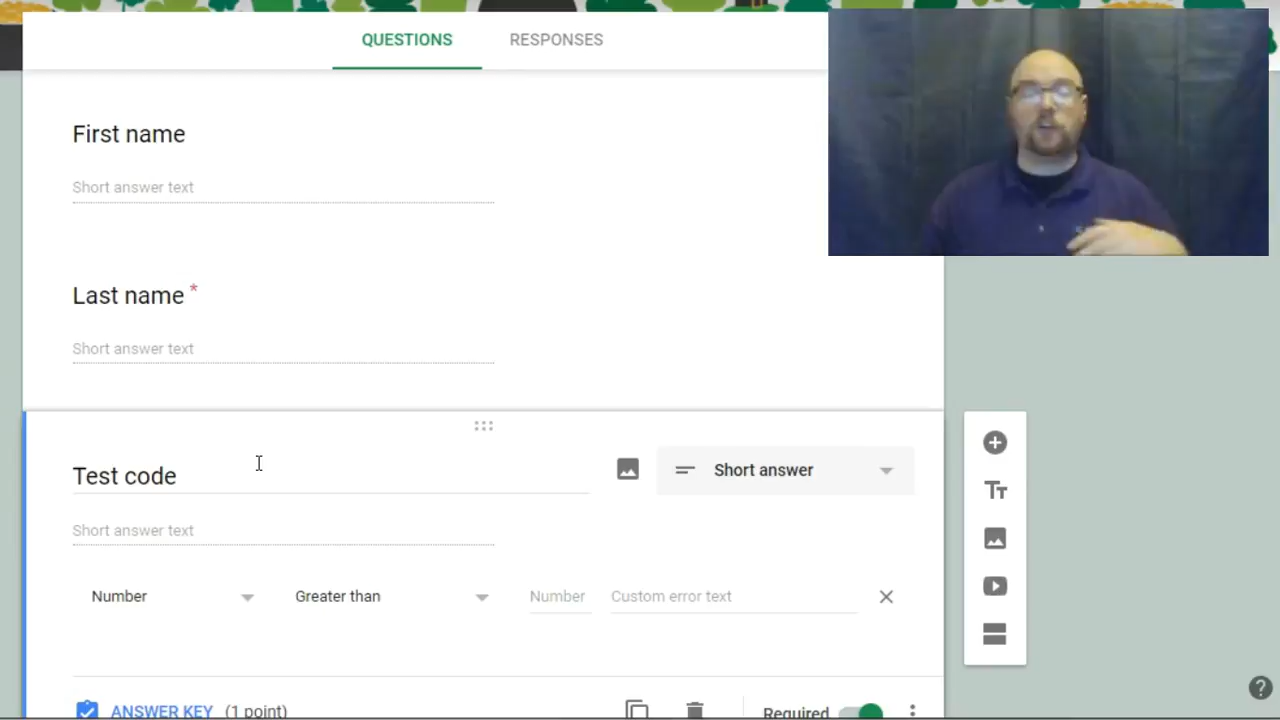 QUESTIONS RESPONSES
First name
Short answer text
Last name *
Short answer text
Test code
Short answer
Short answer text
Number Greater than Number Custom error text
ANSWER KEY (1 point) Required